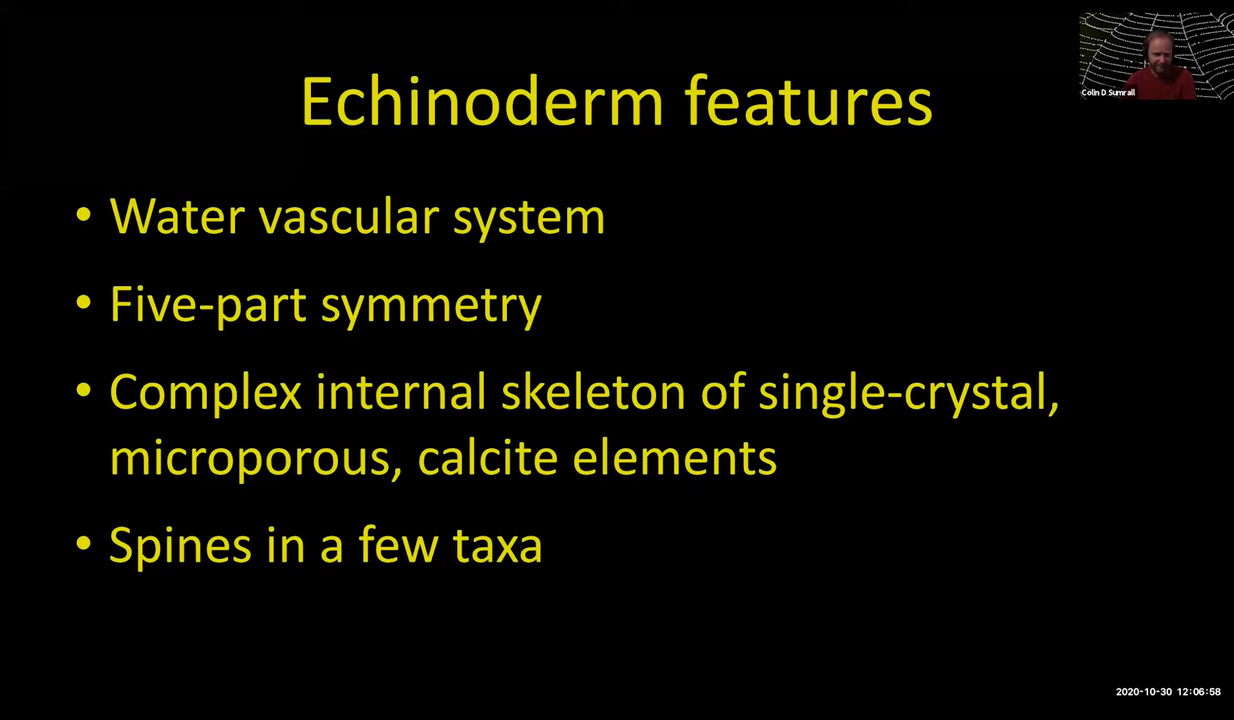 Colin D Sumrall
Echinoderm features
• Water vascular system
• Five-part symmetry
• Complex internal skeleton of single-crystal,
microporous, calcite elements
• Spines in a few taxa
2020-10-30 12:06:58